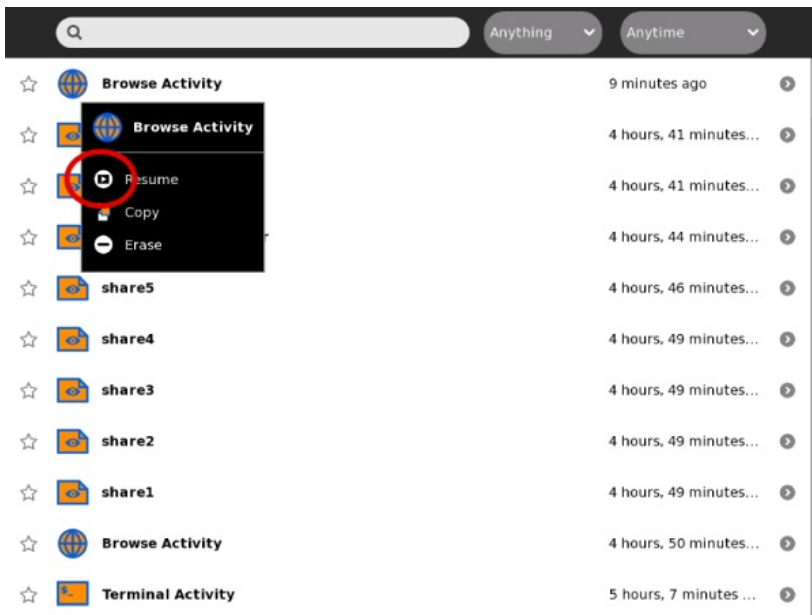 Anything Anytime
Browse Activity 9 minutes ago
Browse Activity
4 hours, 41 minutes...
Resume 4 hours, 41 minutes...
Copy
4 hours, 44 minutes...
Erase
share5 4 hours, 46 minutes...
share4 4 hours, 49 minutes...
share3 4 hours, 49 minutes...
share2 4 hours, 49 minutes...
share1 4 hours, 49 minutes...
Browse Activity 4 hours, 50 minutes...
Terminal Activity 5 hours, 7 minutes ...